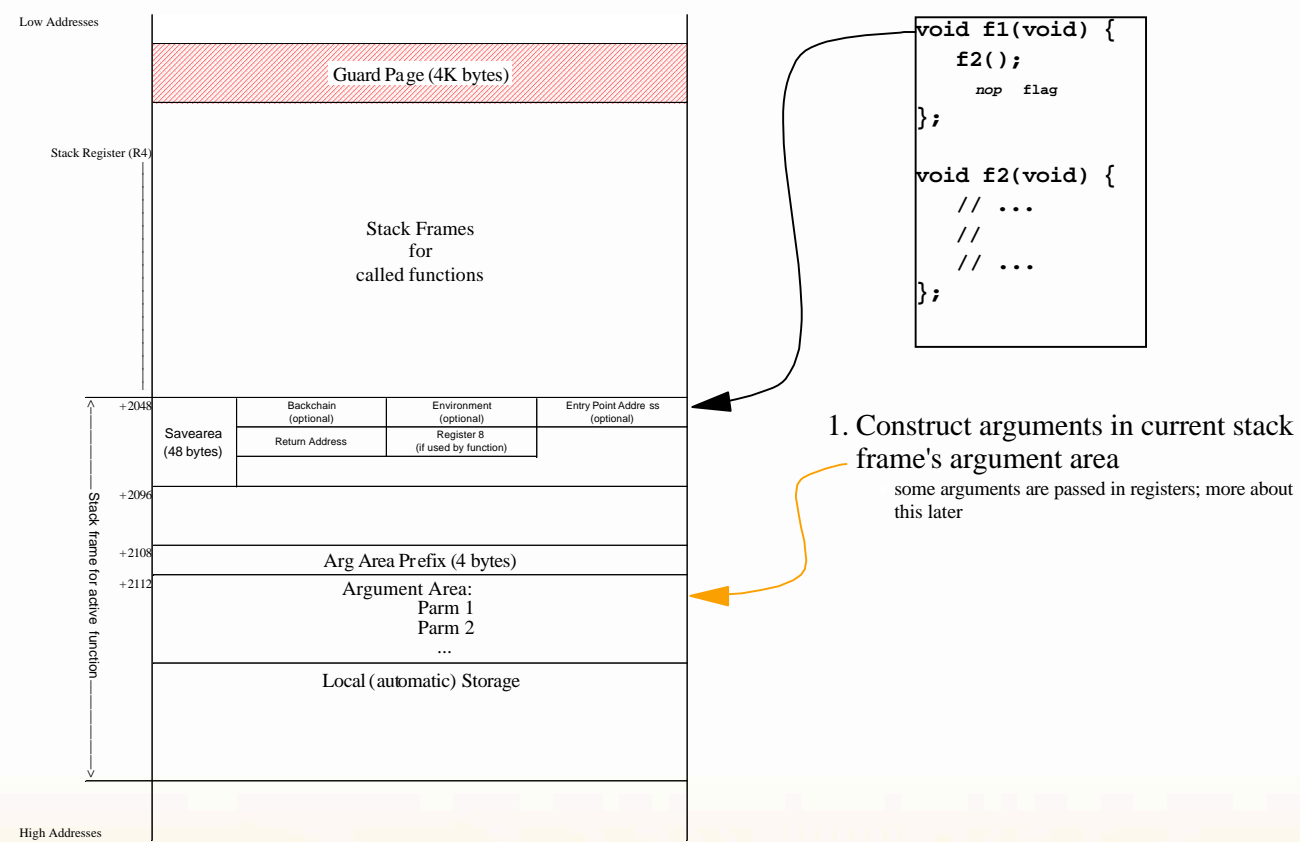 Low Addresses
Guard Page (4K bytes)
Stack Register (R4)
Stack Frames
for
called functions
+2048
Savearea
(48 bytes)
Backchain
(optional)
Environment
(optional)
Entry Point Addre ss
(optional)
Return Address
Register 8
(if used by function)
+2096
+2108
Arg Area Prefix (4 bytes)
+2112
Argument Area:
Parm 1
Parm 2
...
Local (automatic) Storage
Stack frame for active function
High Addresses
void f1(void) {
f2();
nop flag
};
void f2(void) {
// ...
//
// ...
};
1. Construct arguments in current stack
frame's argument area
some arguments are passed in registers; more about
this later